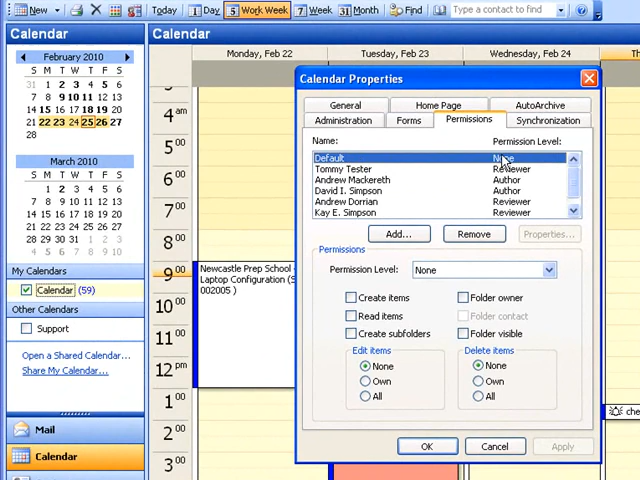 New
Today
1 Day
5 Work Week
7 Week
31 Month
Find
Type a contact to find
Calendar
February 2010
S M T W T F S
31 1 2 3 4 5 6
7 8 9 10 11 12 13
14 15 16 17 18 19 20
21 22 23 24 25 26 27
28
March 2010
S M T W T F S
1 2 3 4 5 6
7 8 9 10 11 12 13
14 15 16 17 18 19 20
21 22 23 24 25 26 27
28 29 30 31 1 2 3
4 5 6 7 8 9 10
My Calendars
Calendar (59)
Other Calendars
Support
Open a Shared Calendar...
Share My Calendar...
Mail
Calendar
Calendar
Monday, Feb 22
Tuesday, Feb 23
Wednesday, Feb 24
Th
4 am
5 00
6 00
7 00
8 00
9 00
10 00
11 00
12 pm
1 00
2 00
3 00
Newcastle Prep School
Laptop Configuration (S
002005 )
che
Calendar Properties
General
Home Page
AutoArchive
Administration
Forms
Permissions
Synchronization
Name:
Permission Level:
Default None
Tommy Tester Reviewer
Andrew Mackereth Author
David I. Simpson Author
Andrew Dorrian Reviewer
Kay E. Simpson Reviewer
Add...
Remove
Properties...
Permissions
Permission Level: None
Create items
Folder owner
Read items
Folder contact
Create subfolders
Folder visible
Edit items
None
Own
All
Delete items
None
Own
All
OK
Cancel
Apply